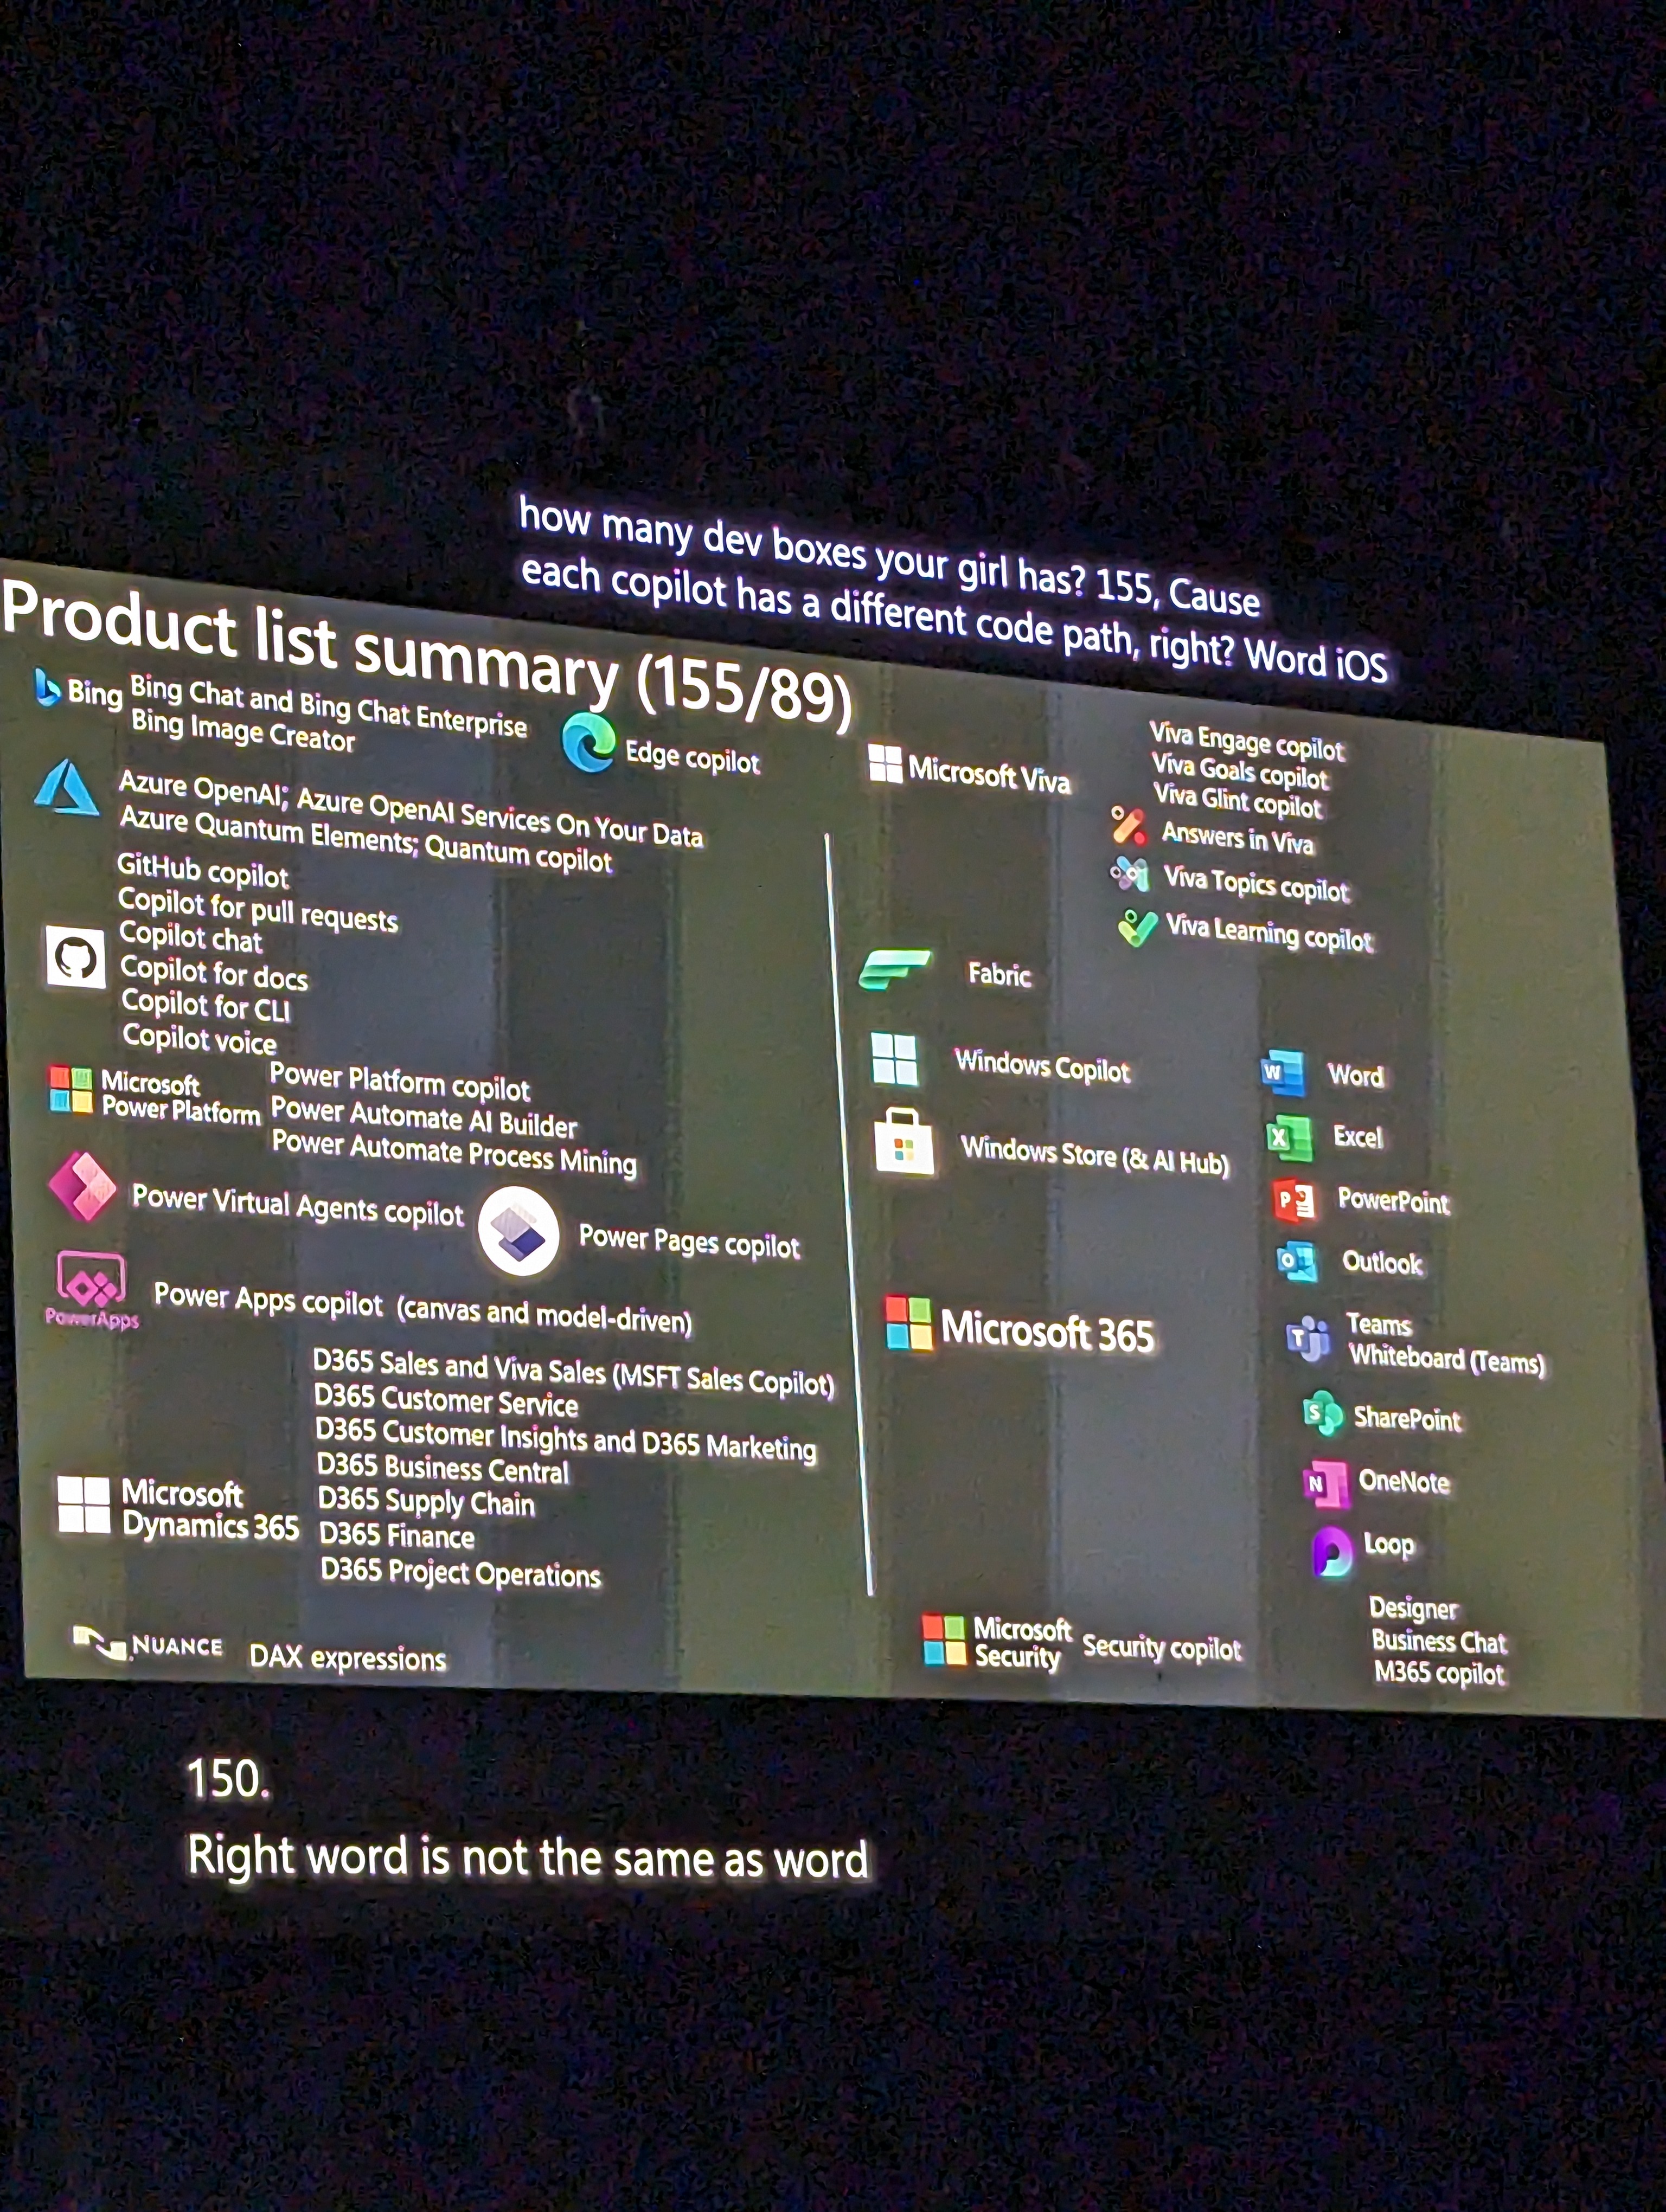 how many dev boxes your girl has? 155, Cause
each copilot has a different code path, right? Word iOS
Product list summary (155/89)
Bing
Bing Chat and Bing Chat Enterprise
Bing Image Creator
Edge copilot
Azure OpenAI; Azure OpenAI Services On Your Data
Azure Quantum Elements; Quantum copilot
GitHub copilot
Copilot for pull requests
Copilot chat
Copilot for docs
Copilot for CLI
Copilot voice
Microsoft
Power Platform
Power Platform copilot
Power Automate AI Builder
Power Automate Process Mining
Power Virtual Agents copilot
Power Pages copilot
PowerApps
Power Apps copilot (canvas and model-driven)
Microsoft
Dynamics 365
D365 Sales and Viva Sales (MSFT Sales Copilot)
D365 Customer Service
D365 Customer Insights and D365 Marketing
D365 Business Central
D365 Supply Chain
D365 Finance
D365 Project Operations
NUANCE
DAX expressions
Microsoft Viva
Viva Engage copilot
Viva Goals copilot
Viva Glint copilot
Answers in Viva
Viva Topics copilot
Viva Learning copilot
Fabric
Windows Copilot
Windows Store (& AI Hub)
Microsoft 365
W
Word
X
Excel
P
PowerPoint
O
Outlook
T
Teams
Whiteboard (Teams)
S
SharePoint
N
OneNote
Loop
Designer
Business Chat
M365 copilot
Microsoft
Security
Security copilot
150.
Right word is not the same as word